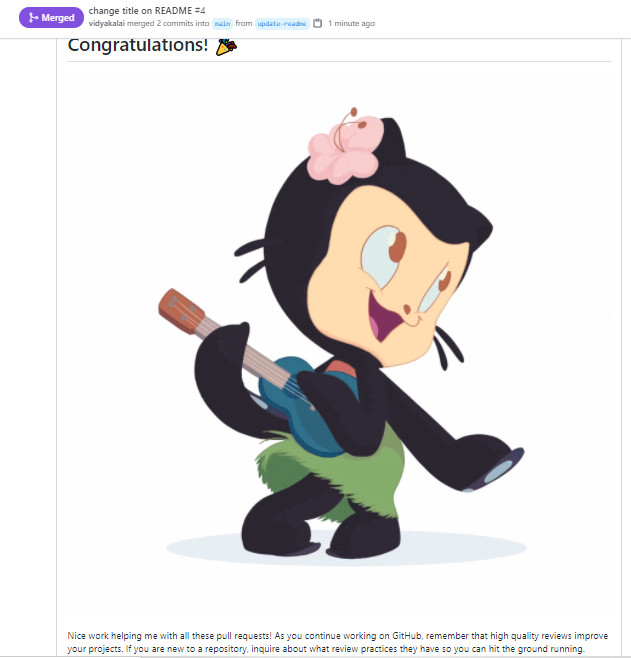 Merged
change title on README #4
vidyakalai merged 2 commits into main from update-readme 1 minute ago
Congratulations! 🎉
Nice work helping me with all these pull requests! As you continue working on GitHub, remember that high quality reviews improve
your projects. If you are new to a repository, inquire about what review practices they have so you can hit the ground running.